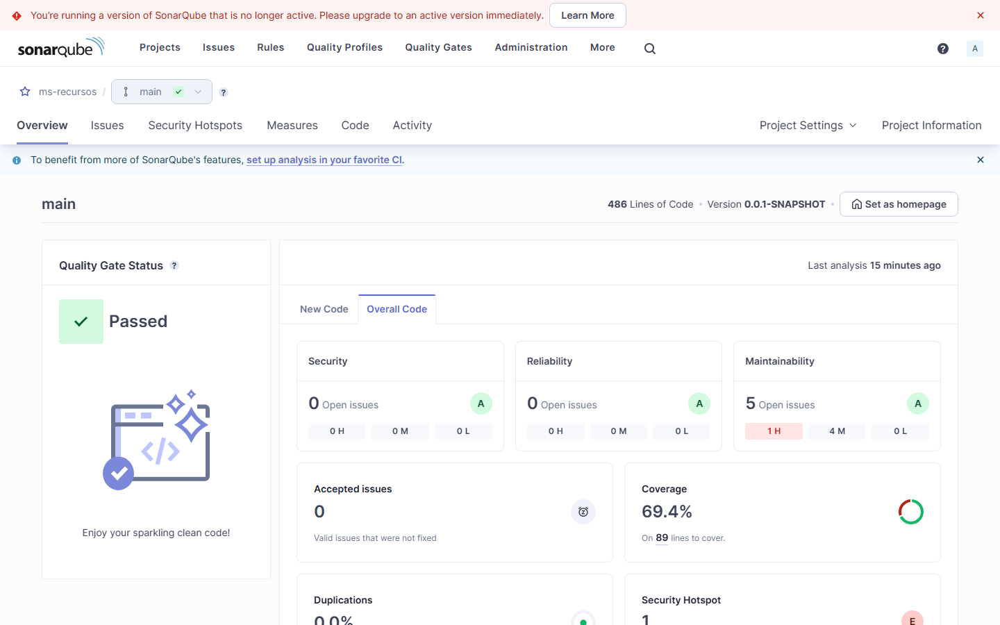 You're running a version of SonarQube that is no longer active. Please upgrade to an active version immediately. Learn More
sonarqube Projects Issues Rules Quality Profiles Quality Gates Administration More ? A
ms-recursos / main ?
Overview Issues Security Hotspots Measures Code Activity Project Settings Project Information
To benefit from more of SonarQube's features, set up analysis in your favorite CI.
main 486 Lines of Code • Version 0.0.1-SNAPSHOT • Set as homepage
Quality Gate Status ?
Passed
Enjoy your sparkling clean code!
Last analysis 15 minutes ago
New Code Overall Code
Security
0 Open issues A
0 H 0 M 0 L
Reliability
0 Open issues A
0 H 0 M 0 L
Maintainability
5 Open issues A
1 H 4 M 0 L
Accepted issues
0
Valid issues that were not fixed
Coverage
69.4%
On 89 lines to cover.
Duplications
0.0%
Security Hotspot
1 E